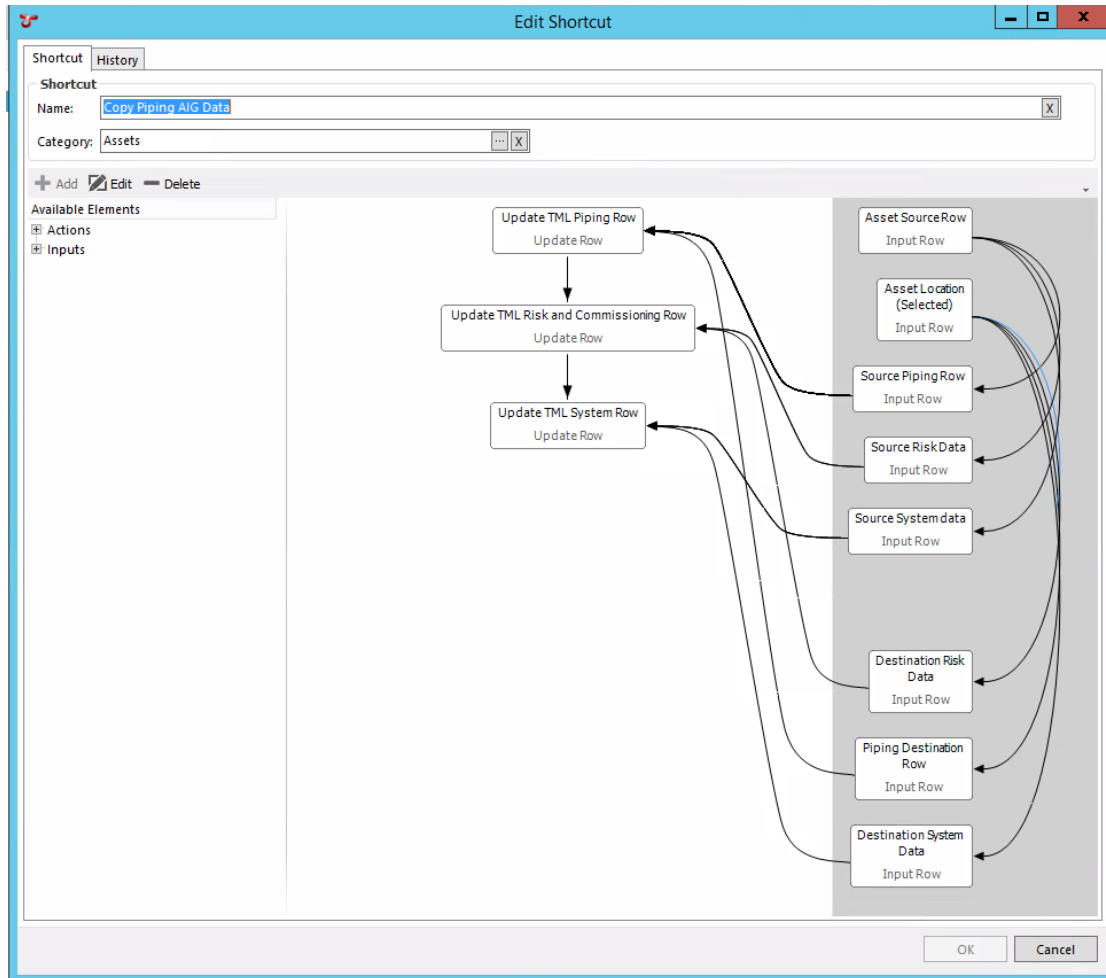 Edit Shortcut
Shortcut History
Shortcut
Name: Copy Piping AIG Data X
Category: Assets ... X
Add Edit Delete
Available Elements
Actions
Inputs
Update TML Piping Row
Update Row
Update TML Risk and Commissioning Row
Update Row
Update TML System Row
Update Row
Asset Source Row
Input Row
Asset Location
(Selected)
Input Row
Source Piping Row
Input Row
Source Risk Data
Input Row
Source System data
Input Row
Destination Risk
Data
Input Row
Piping Destination
Row
Input Row
Destination System
Data
Input Row
OK Cancel